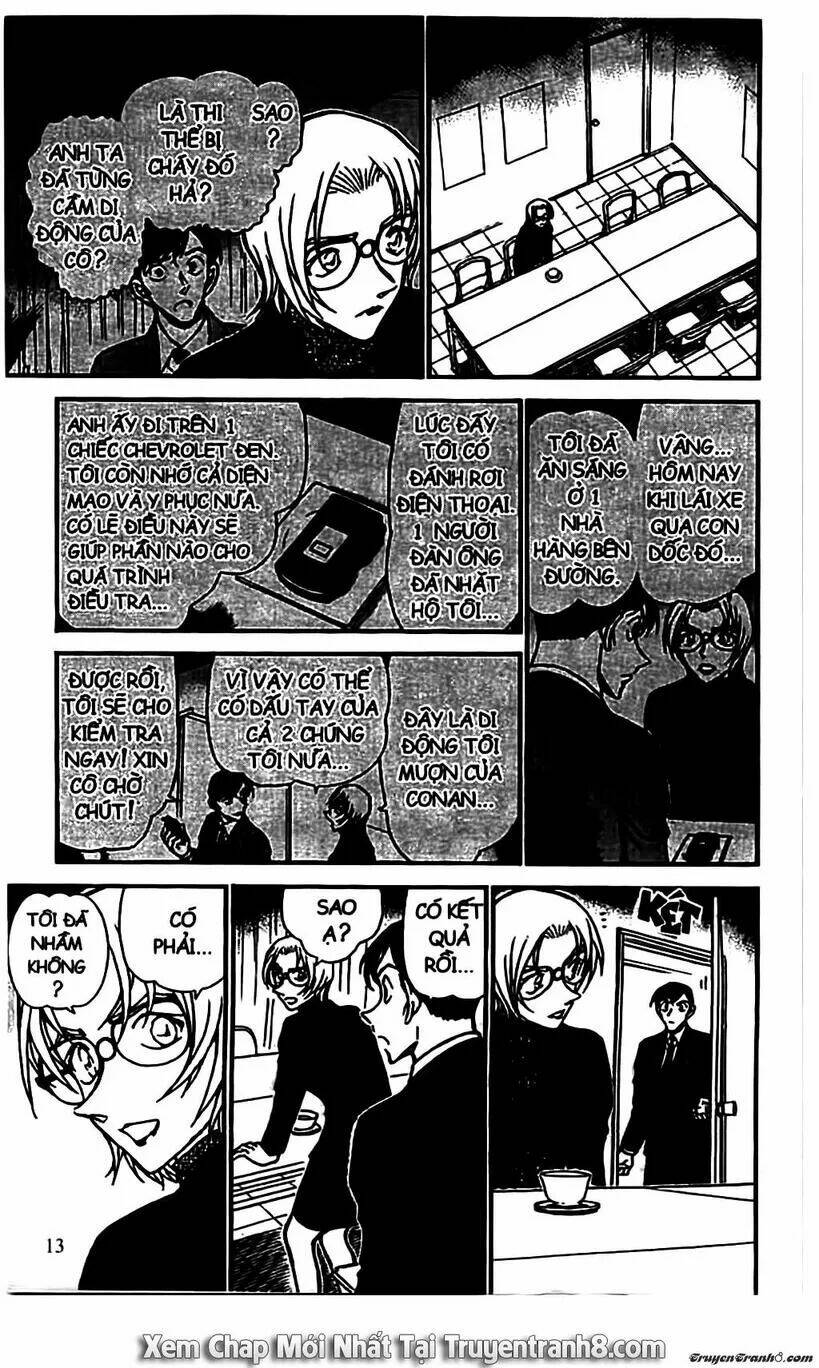 SAO
?
LÀ THI
THỂ BỊ
CHÁY ĐÓ
HẢ?
ANH TA
ĐÃ TỪNG
CẦM DI
ĐỘNG CỦA
CÔ?
VÂNG...
HÔM NAY
KHI LÁI XE
QUA CON
DỐC ĐÓ...
TÔI ĐÃ
ĂN SÁNG
Ở 1
NHÀ
HÀNG BÊN
ĐƯỜNG.
LÚC ĐẤY
TÔI CÓ
ĐÁNH RƠI
ĐIỆN THOẠI.
1 NGƯỜI
ĐÀN ÔNG
ĐÃ NHẶT
HỘ TÔI...
ANH ẤY ĐI TRÊN 1
CHIẾC CHEVROLET ĐEN.
TÔI CÒN NHỚ CẢ DIỆN
MẠO VÀ Y PHỤC NỮA.
CÓ LẼ ĐIỀU NÀY SẼ
GIÚP PHẦN NÀO CHO
QUÁ TRÌNH
ĐIỀU TRA...
ĐÂY LÀ DI
ĐỘNG TÔI
MƯỢN CỦA
CONAN...
VÌ VẬY CÓ THỂ
CÓ DẤU TAY CỦA
CẢ 2 CHÚNG
TÔI NỮA...
ĐƯỢC RỒI,
TÔI SẼ CHO
KIỂM TRA
NGAY! XIN
CÔ CHỜ
CHÚT!
KÉT
CÓ KẾT
QUẢ
RỒI...
SAO
Ạ?
CÓ
PHẢI...
TÔI ĐÃ
NHẦM
KHÔNG
?
13
Xem Chap Mới Nhất Tại Truyentranh8.com
TruyenTranh8.com